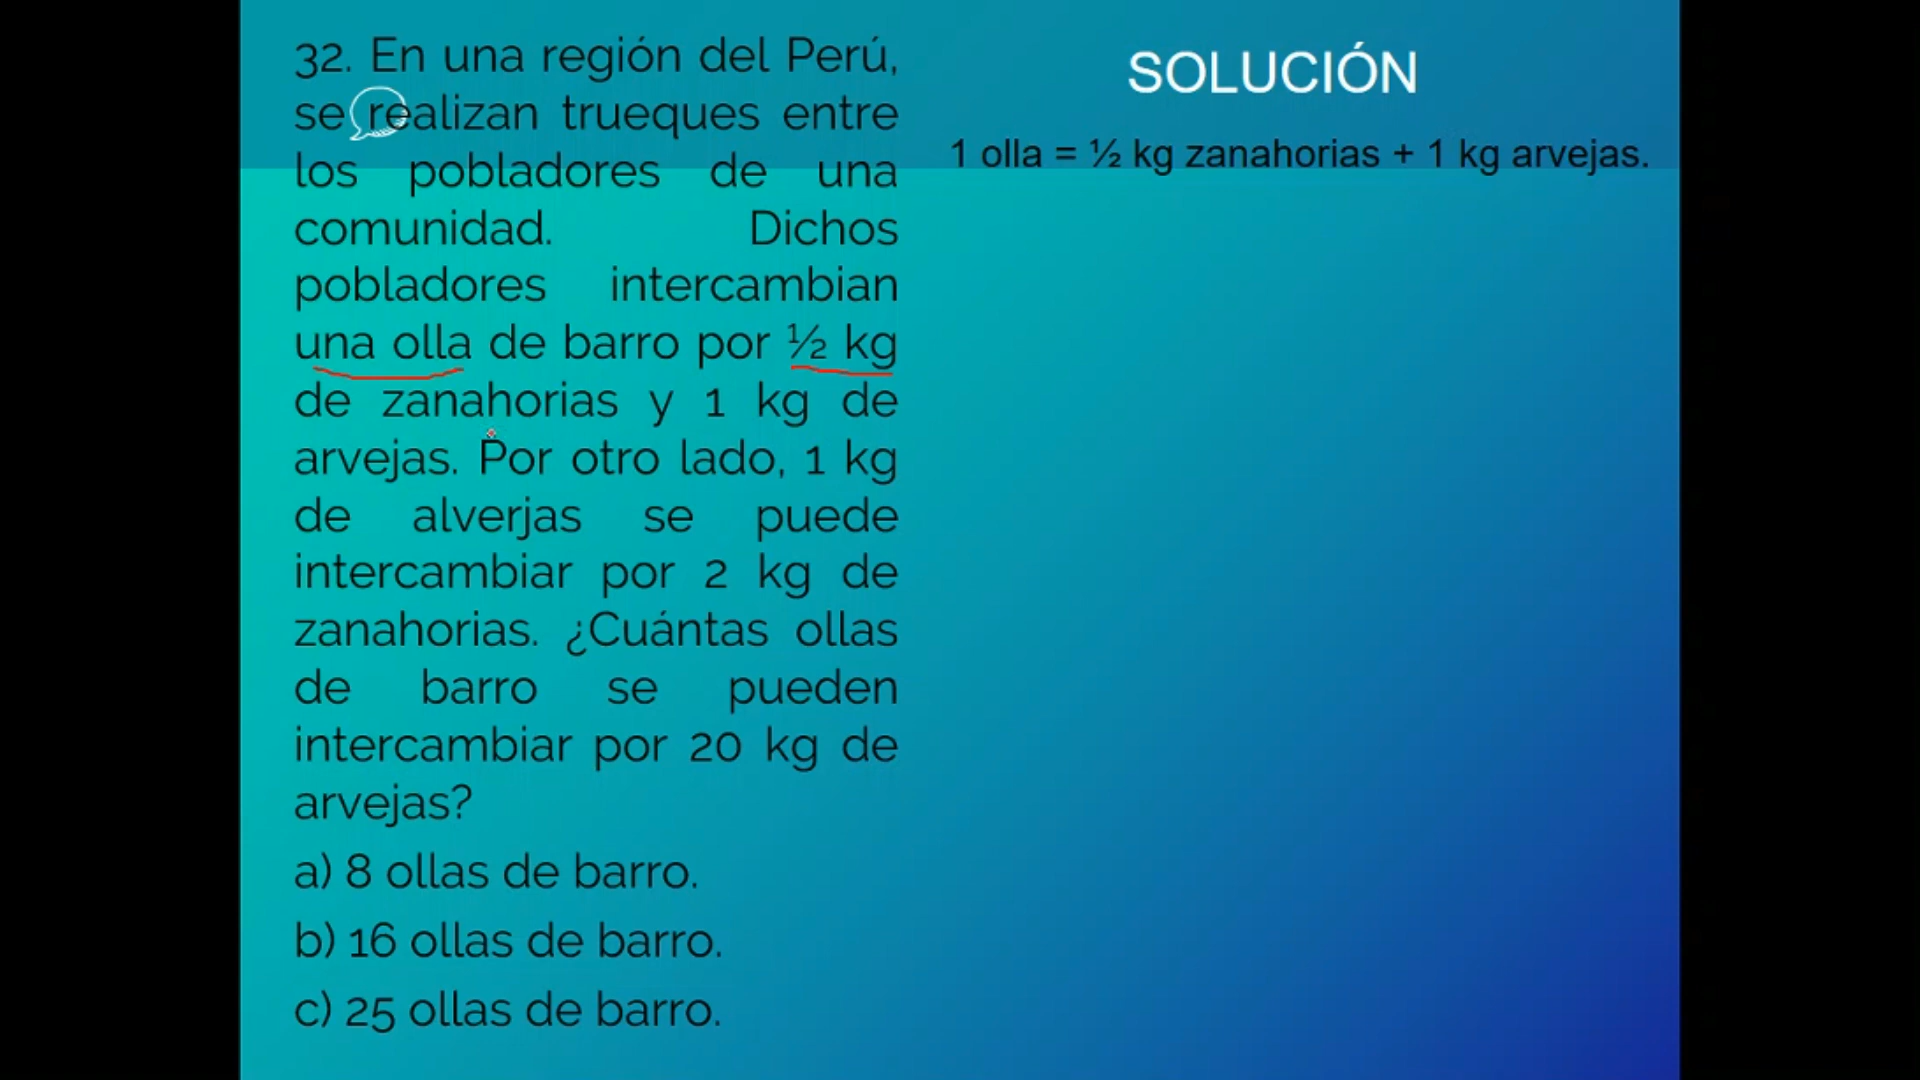 32. En una región del Perú,
se realizan trueques entre
los pobladores de una
comunidad. Dichos
pobladores intercambian
una olla de barro por ½ kg
de zanahorias y 1 kg de
arvejas. Por otro lado, 1 kg
de alverjas se puede
intercambiar por 2 kg de
zanahorias. ¿Cuántas ollas
de barro se pueden
intercambiar por 20 kg de
arvejas?
a) 8 ollas de barro.
b) 16 ollas de barro.
c) 25 ollas de barro.
SOLUCIÓN
1 olla = ½ kg zanahorias + 1 kg arvejas.